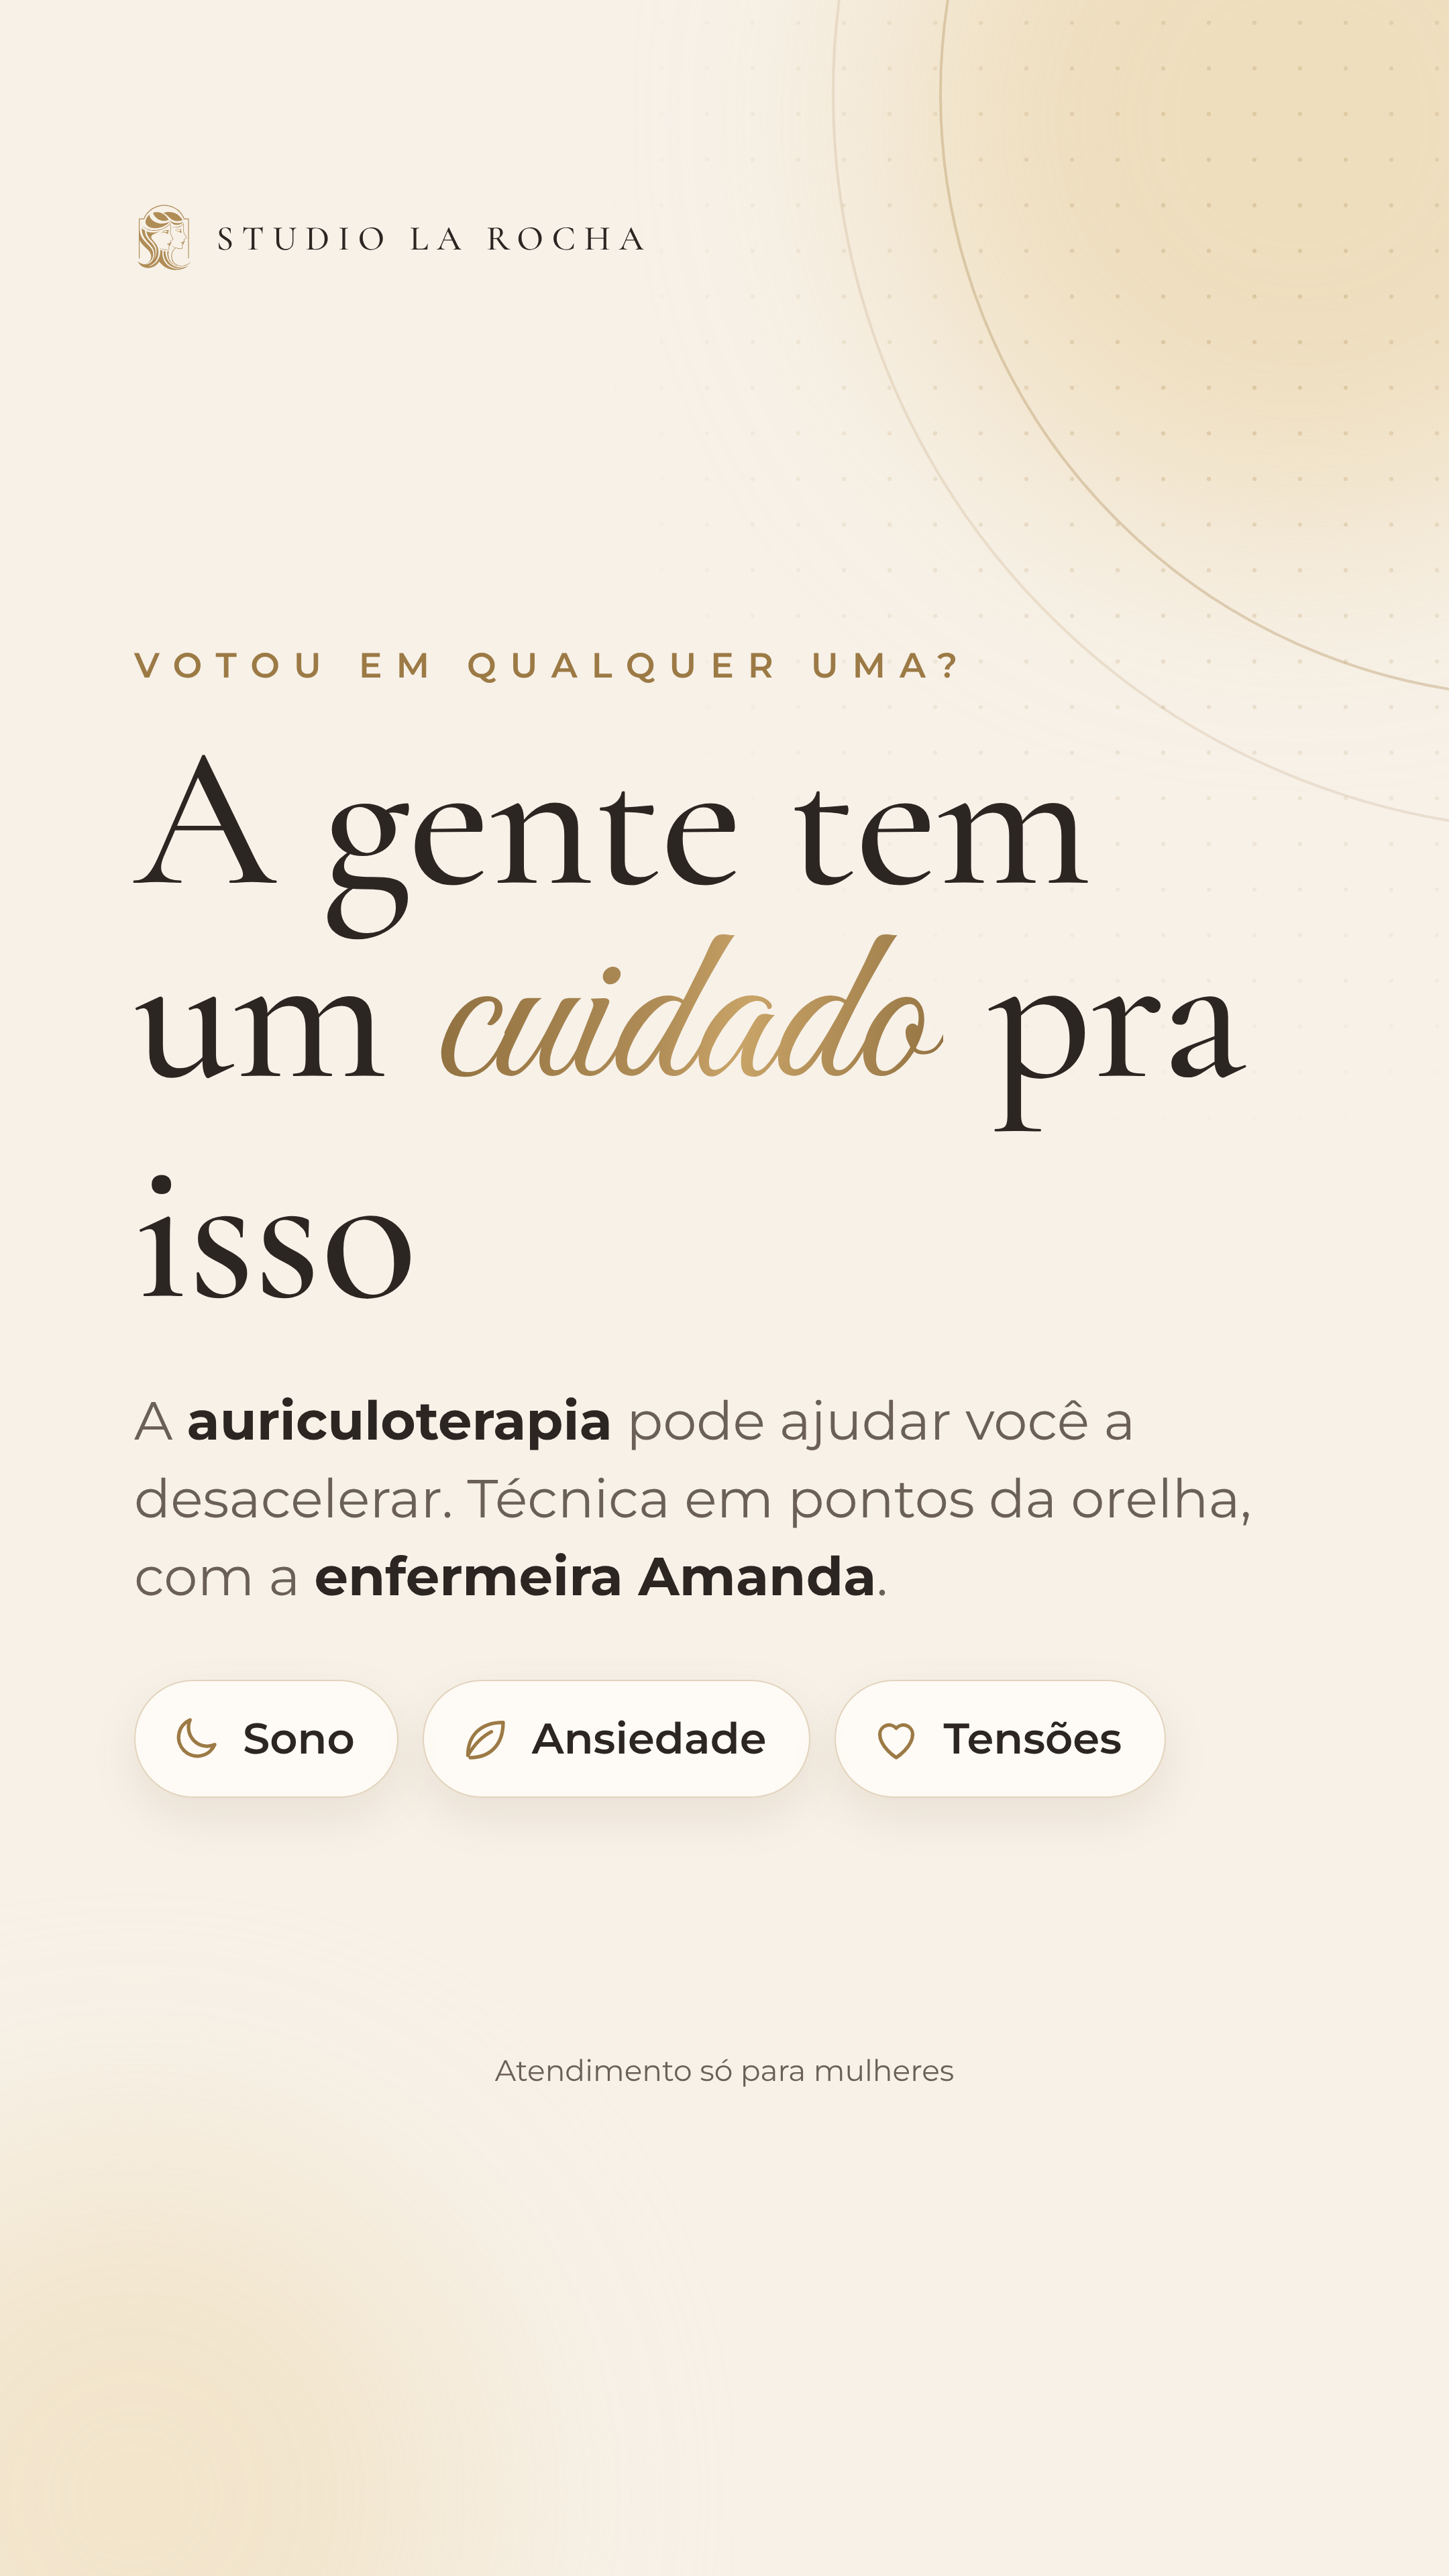 STUDIO LA ROCHA
VOTOU EM QUALQUER UMA?
A gente tem
um cuidado pra
isso
A auriculoterapia pode ajudar você a
desacelerar. Técnica em pontos da orelha,
com a enfermeira Amanda.
Sono
Ansiedade
Tensões
Atendimento só para mulheres